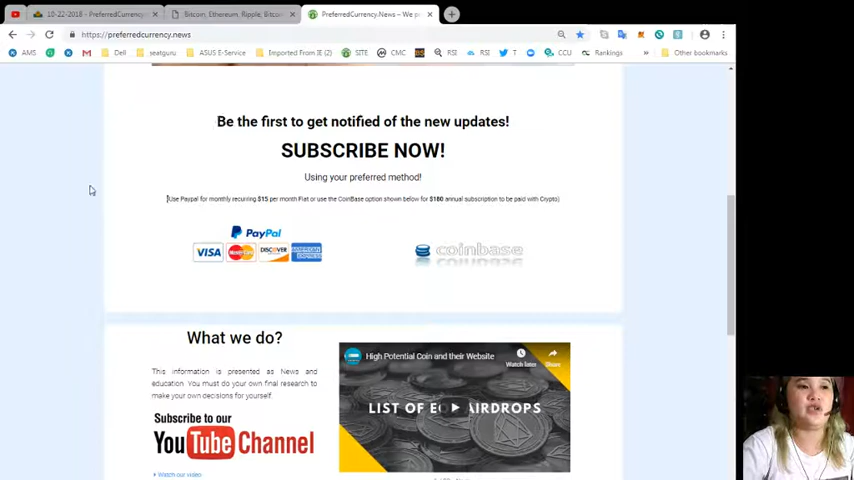 10-22-2018 - PreferredCurrency
Bitcoin, Ethereum, Ripple, Bitco
PreferredCurrency.News – We p
https://preferredcurrency.news
AMS
Dell
seatguru
ASUS E-Service
Imported From IE (2)
SITE
CMC
RSI
RSI
T
CCU
Rankings
»
Other bookmarks
Be the first to get notified of the new updates!
SUBSCRIBE NOW!
Using your preferred method!
(Use Paypal for monthly recurring $15 per month Fiat or use the CoinBase option shown below for $180 annual subscription to be paid with Crypto)
PayPal
VISA MasterCard DISCOVER AMERICAN EXPRESS
coinbase
What we do?
This information is presented as News and
education. You must do your own final research to
make your own decisions for yourself
Subscribe to our
YouTube Channel
Watch our video
High Potential Coin and their Website
Watch later
Share
LIST OF EO AIRDROPS